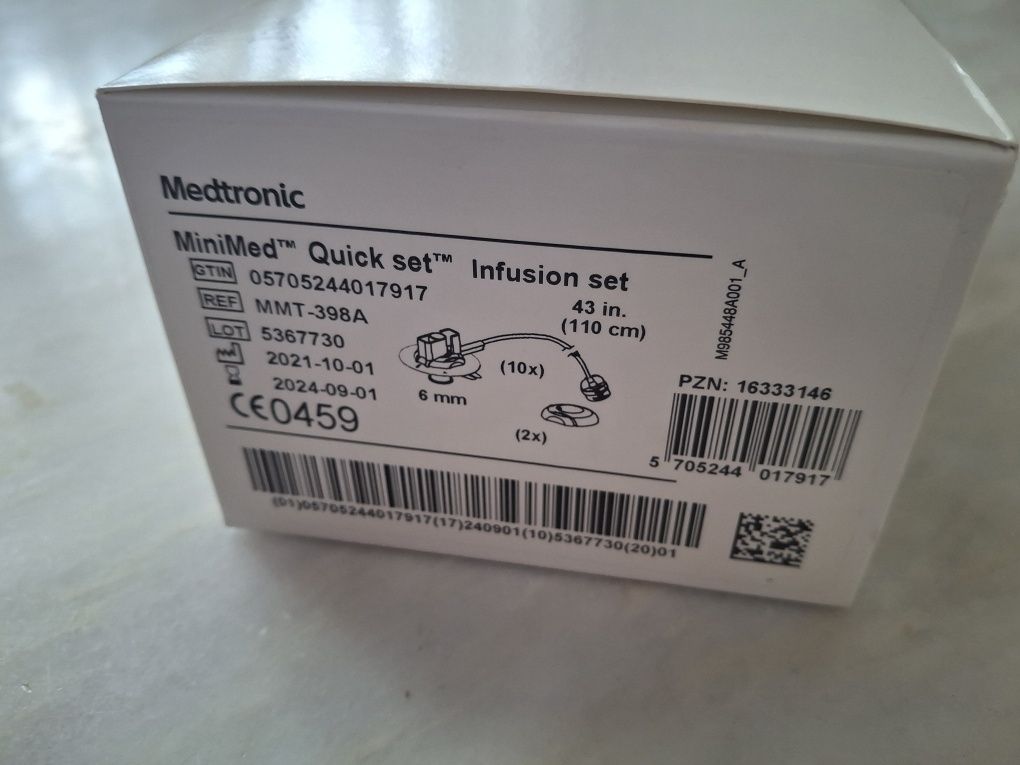 Medtronic
MiniMed™ Quick set™ Infusion set
GTIN 05705244017917
REF MMT-398A
LOT 5367730
2021-10-01
2024-09-01
CE0459
43 in.
(110 cm)
(10x)
6 mm
(2x)
M985448A001_A
PZN: 16333146
5 705244 017917
(01)05705244017917(17)240901(10)5367730(20)01